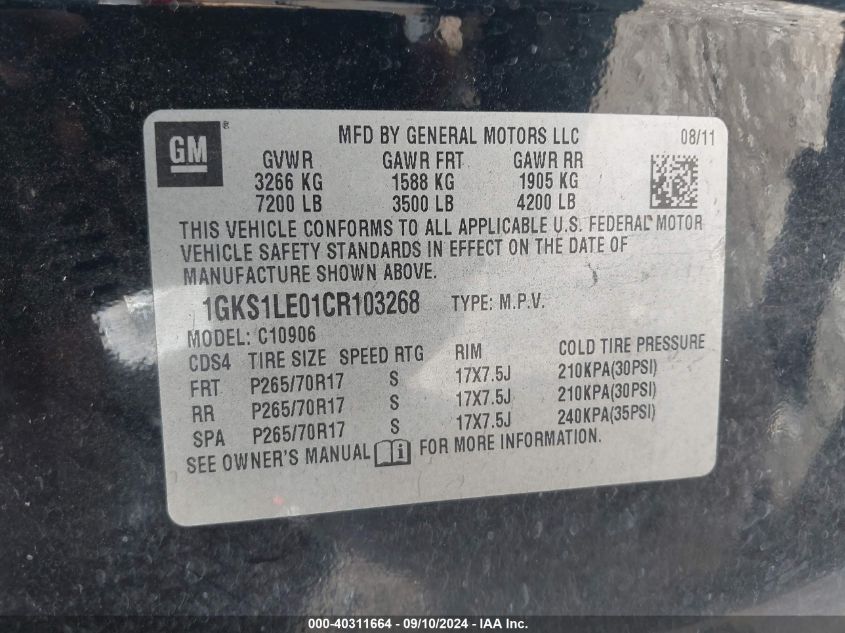 GM®
MFD BY GENERAL MOTORS LLC 08/11
GVWR GAWR FRT GAWR RR
3266 KG 1588 KG 1905 KG
7200 LB 3500 LB 4200 LB
THIS VEHICLE CONFORMS TO ALL APPLICABLE U.S. FEDERAL MOTOR
VEHICLE SAFETY STANDARDS IN EFFECT ON THE DATE OF
MANUFACTURE SHOWN ABOVE.
1GKS1LE01CR103268 TYPE: M.P.V.
MODEL: C10906
CDS4 TIRE SIZE SPEED RTG RIM COLD TIRE PRESSURE
FRT P265/70R17 S 17X7.5J 210KPA(30PSI)
RR P265/70R17 S 17X7.5J 210KPA(30PSI)
SPA P265/70R17 S 17X7.5J 240KPA(35PSI)
SEE OWNER'S MANUAL FOR MORE INFORMATION.
000-40311664 - 09/10/2024 - IAA Inc.